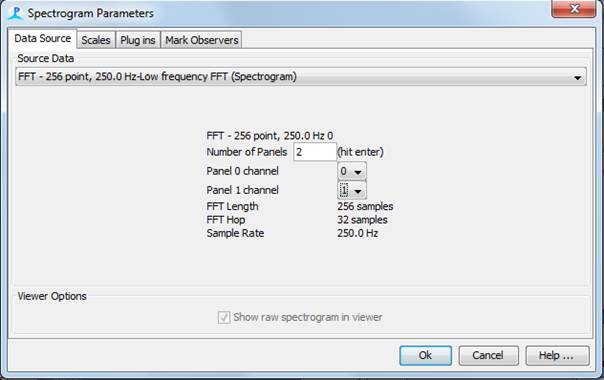 Spectrogram Parameters
Data Source Scales Plug ins Mark Observers
Source Data
FFT - 256 point, 250.0 Hz-Low frequency FFT (Spectrogram)
FFT - 256 point, 250.0 Hz 0
Number of Panels 2 (hit enter)
Panel 0 channel 0
Panel 1 channel 1
FFT Length 256 samples
FFT Hop 32 samples
Sample Rate 250.0 Hz
Viewer Options
Show raw spectrogram in viewer
Ok Cancel Help ...